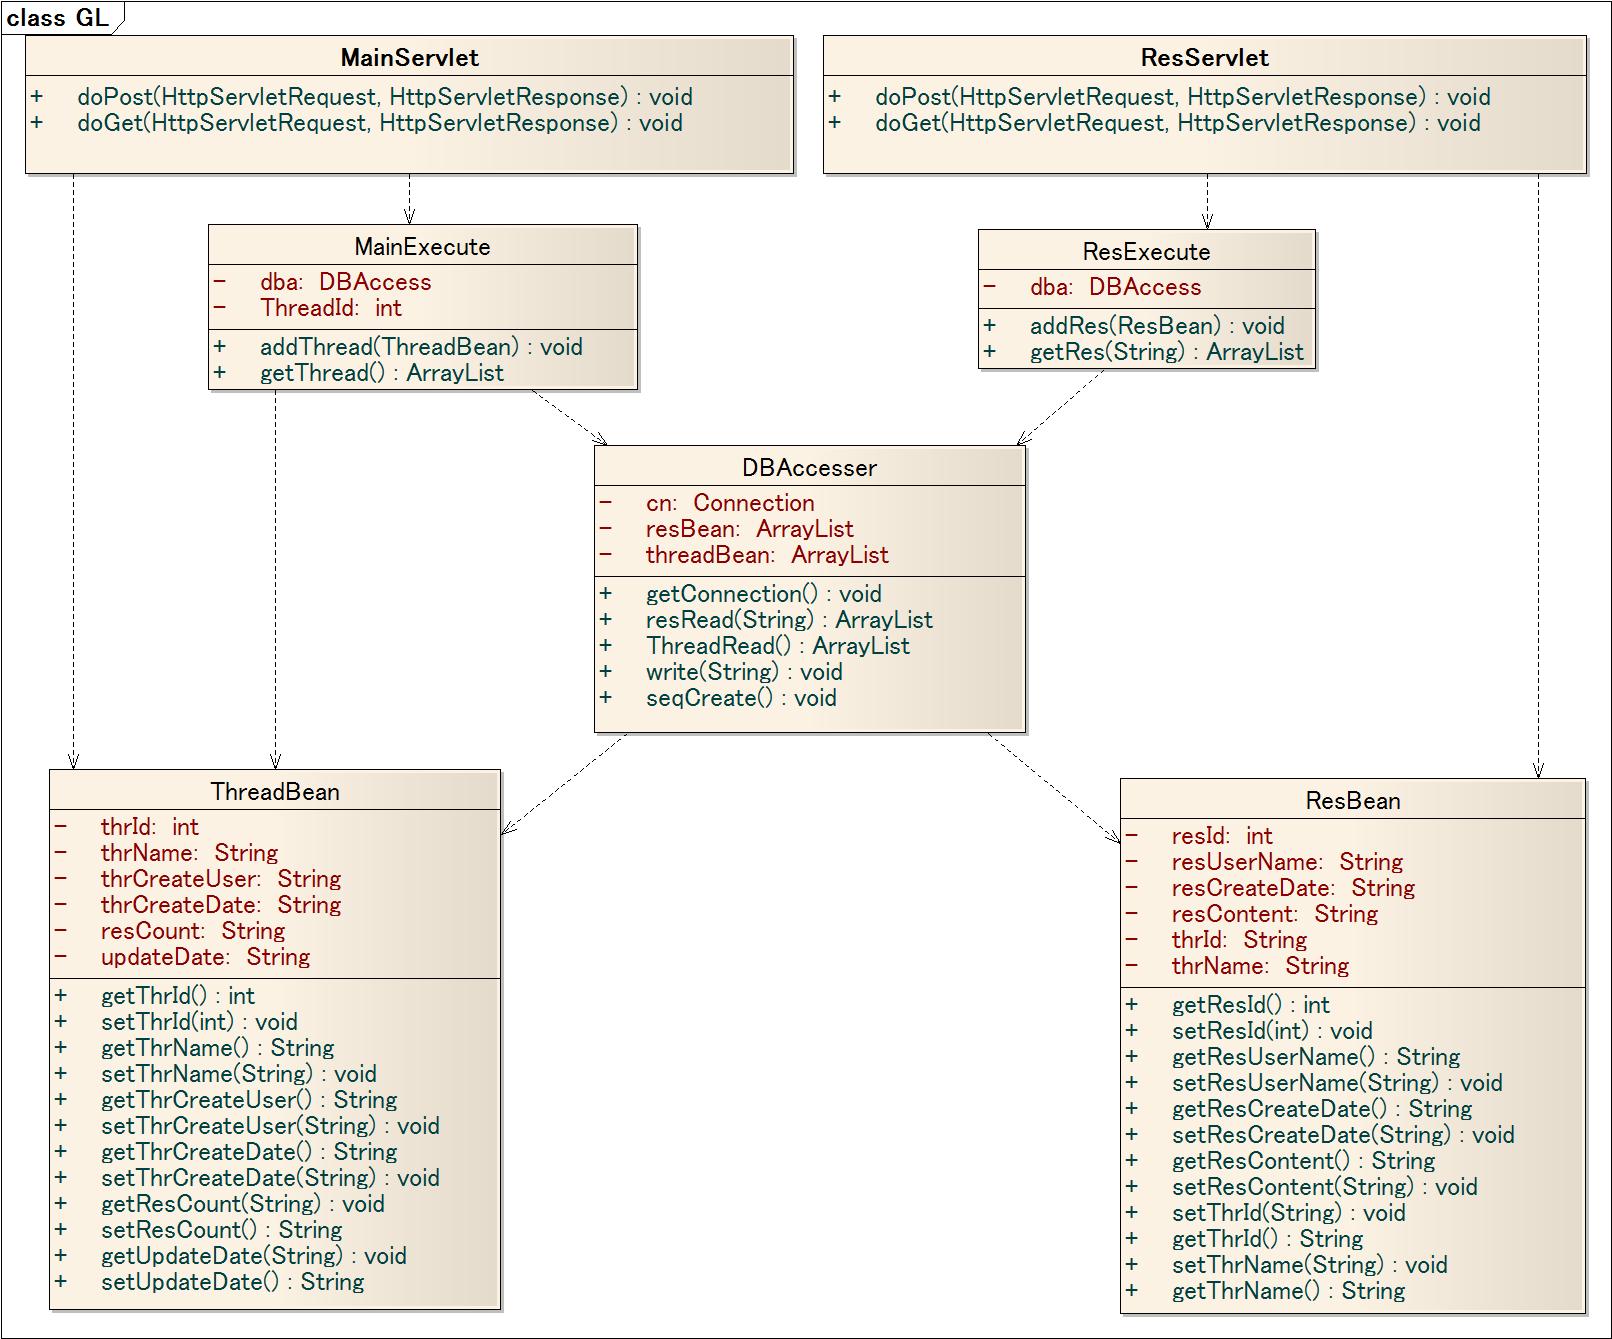 class GL
MainServlet
+ doPost(HttpServletRequest, HttpServletResponse) : void
+ doGet(HttpServletRequest, HttpServletResponse) : void
ResServlet
+ doPost(HttpServletRequest, HttpServletResponse) : void
+ doGet(HttpServletRequest, HttpServletResponse) : void
MainExecute
- dba: DBAccess
- ThreadId: int
+ addThread(ThreadBean) : void
+ getThread() : ArrayList
ResExecute
- dba: DBAccess
+ addRes(ResBean) : void
+ getRes(String) : ArrayList
DBAccesser
- cn: Connection
- resBean: ArrayList
- threadBean: ArrayList
+ getConnection() : void
+ resRead(String) : ArrayList
+ ThreadRead() : ArrayList
+ write(String) : void
+ seqCreate() : void
ThreadBean
- thrId: int
- thrName: String
- thrCreateUser: String
- thrCreateDate: String
- resCount: String
- updateDate: String
+ getThrId() : int
+ setThrId(int) : void
+ getThrName() : String
+ setThrName(String) : void
+ getThrCreateUser() : String
+ setThrCreateUser(String) : void
+ getThrCreateDate() : String
+ setThrCreateDate(String) : void
+ getResCount(String) : void
+ setResCount() : String
+ getUpdateDate(String) : void
+ setUpdateDate() : String
ResBean
- resId: int
- resUserName: String
- resCreateDate: String
- resContent: String
- thrId: String
- thrName: String
+ getResId() : int
+ setResId(int) : void
+ getResUserName() : String
+ setResUserName(String) : void
+ getResCreateDate() : String
+ setResCreateDate(String) : void
+ getResContent() : String
+ setResContent(String) : void
+ setThrId(String) : void
+ getThrId() : String
+ setThrName(String) : void
+ getThrName() : String